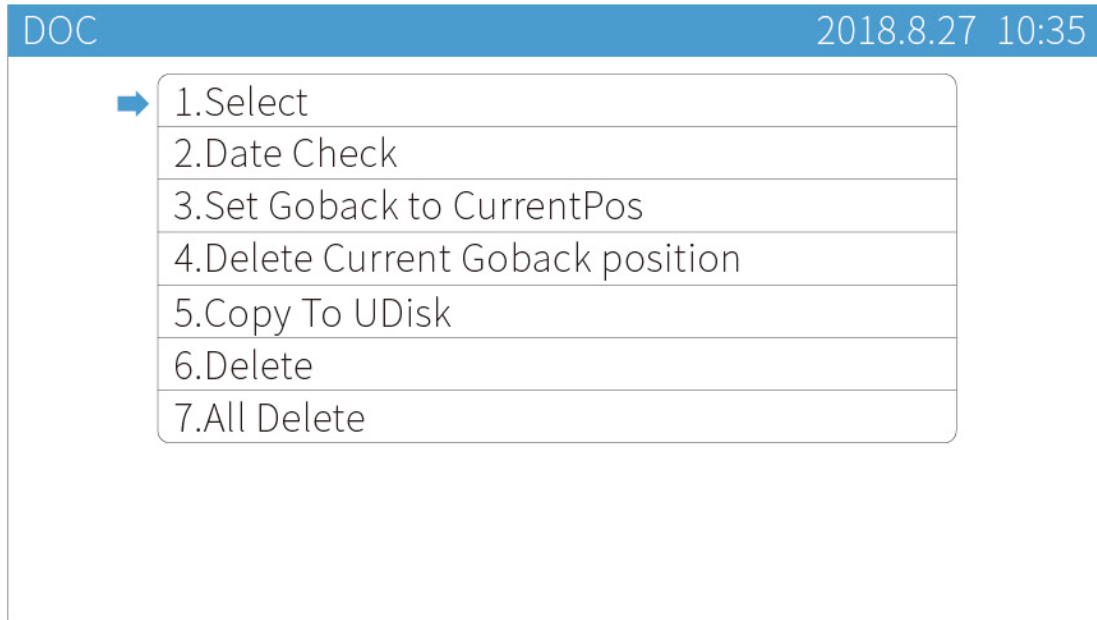 DOC 2018.8.27 10:35
1.Select
2.Date Check
3.Set Goback to CurrentPos
4.Delete Current Goback position
5.Copy To UDisk
6.Delete
7.All Delete